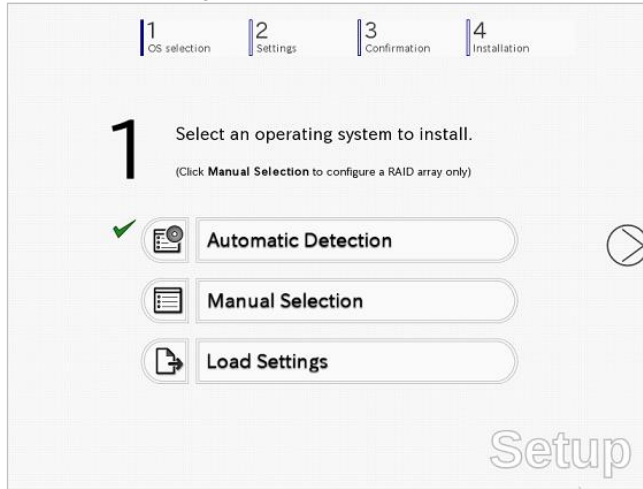 1
OS selection
2
Settings
3
Confirmation
4
Installation
1
Select an operating system to install.
(Click Manual Selection to configure a RAID array only)
Automatic Detection
Manual Selection
Load Settings
Setup